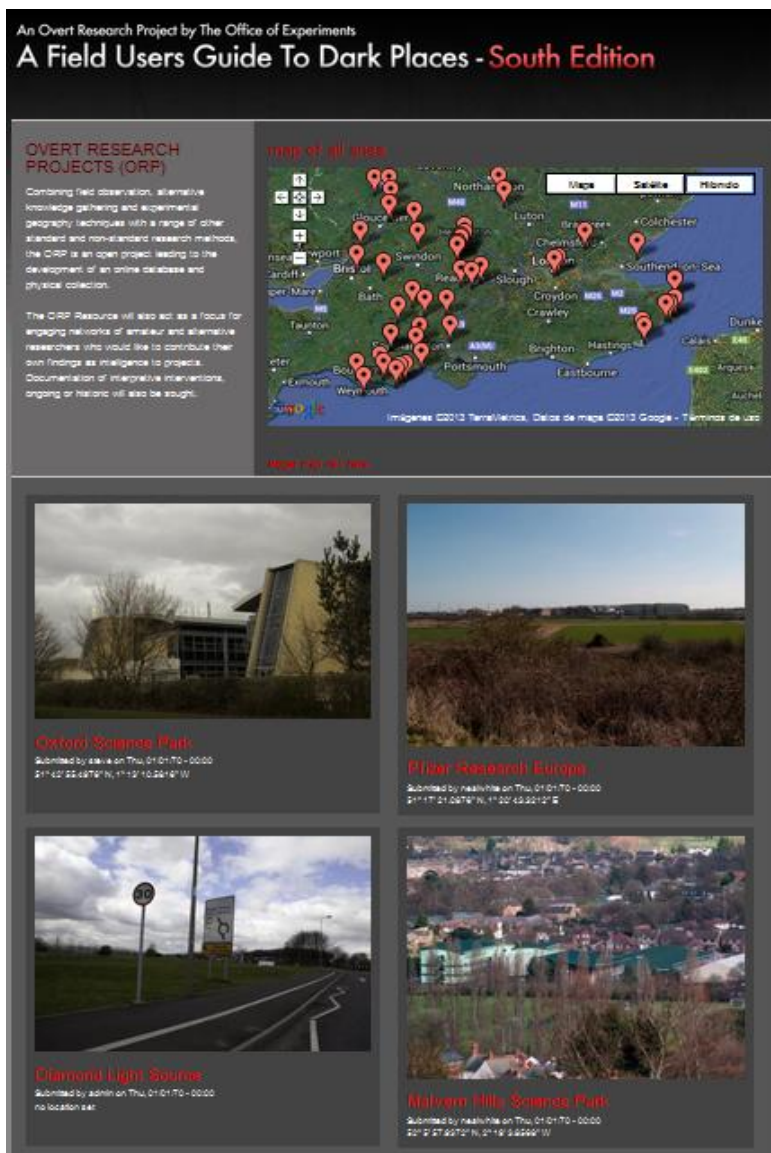 An Overt Research Project by The Office of Experiments
A Field Users Guide To Dark Places - South Edition
OVERT RESEARCH
PROJECTS (ORP)
Combining field observation, alternative
knowledge gathering and experimental
geography techniques with a range of other
standard and non-standard research methods,
the ORP is an open project leading to the
development of an online database and
physical collection.
The ORP Resource will also act as a focus for
engaging networks of amateur and alternative
researchers who would like to contribute their
own findings as intelligence to projects.
Documentation of interpretive interventions,
ongoing or historic will also be sought.
map of all sites
Mapa Satélite Híbrido
M40
M11
Luton
Colchester
Swindon
Slough
Southend-on-Sea
Bath
Croydon
M26
M2
Crawley
M20
M5
Taunton
Brighton
Hastings
Calais
E40
Portsmouth
Eastbourne
Exmouth
Weymouth
Imágenes ©2013 TerraMetrics, Datos de mapa ©2013 Google - Términos de uso
Oxford Science Park
Submitted by steve on Thu, 01/01/70 - 00:00
Pfizer Research Europe
Submitted by nealwhite on Thu, 01/01/70 - 00:00
30
Diamond Light Source
Submitted by admin on Thu, 01/01/70 - 00:00
no location set
Malvern Hills Science Park
Submitted by nealwhite on Thu, 01/01/70 - 00:00